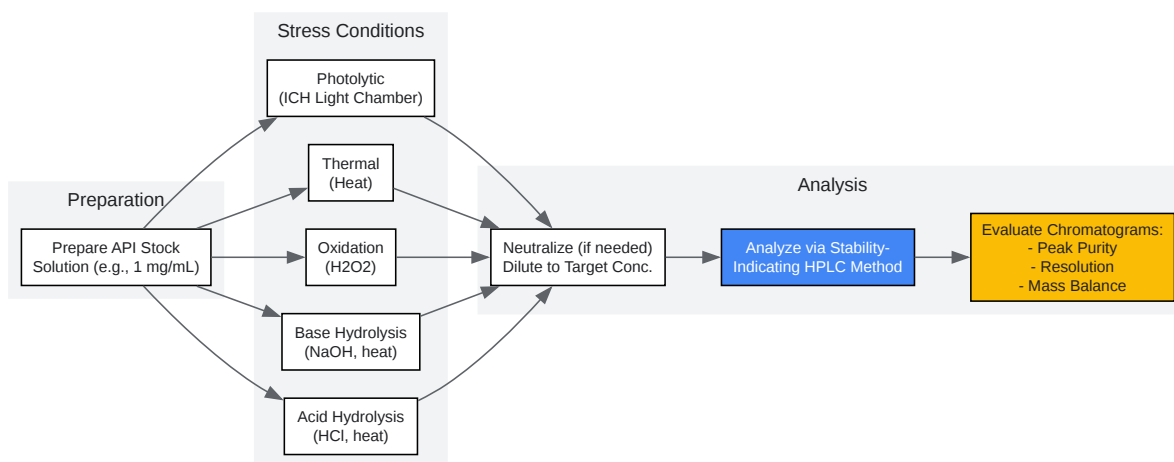 Stress Conditions
Photolytic
(ICH Light Chamber)
Thermal
(Heat)
Preparation
Prepare API Stock
Solution (e.g., 1 mg/mL)
Oxidation
(H2O2)
Base Hydrolysis
(NaOH, heat)
Acid Hydrolysis
(HCl, heat)
Analysis
Neutralize (if needed)
Dilute to Target Conc.
Analyze via Stability-
Indicating HPLC Method
Evaluate Chromatograms:
- Peak Purity
- Resolution
- Mass Balance